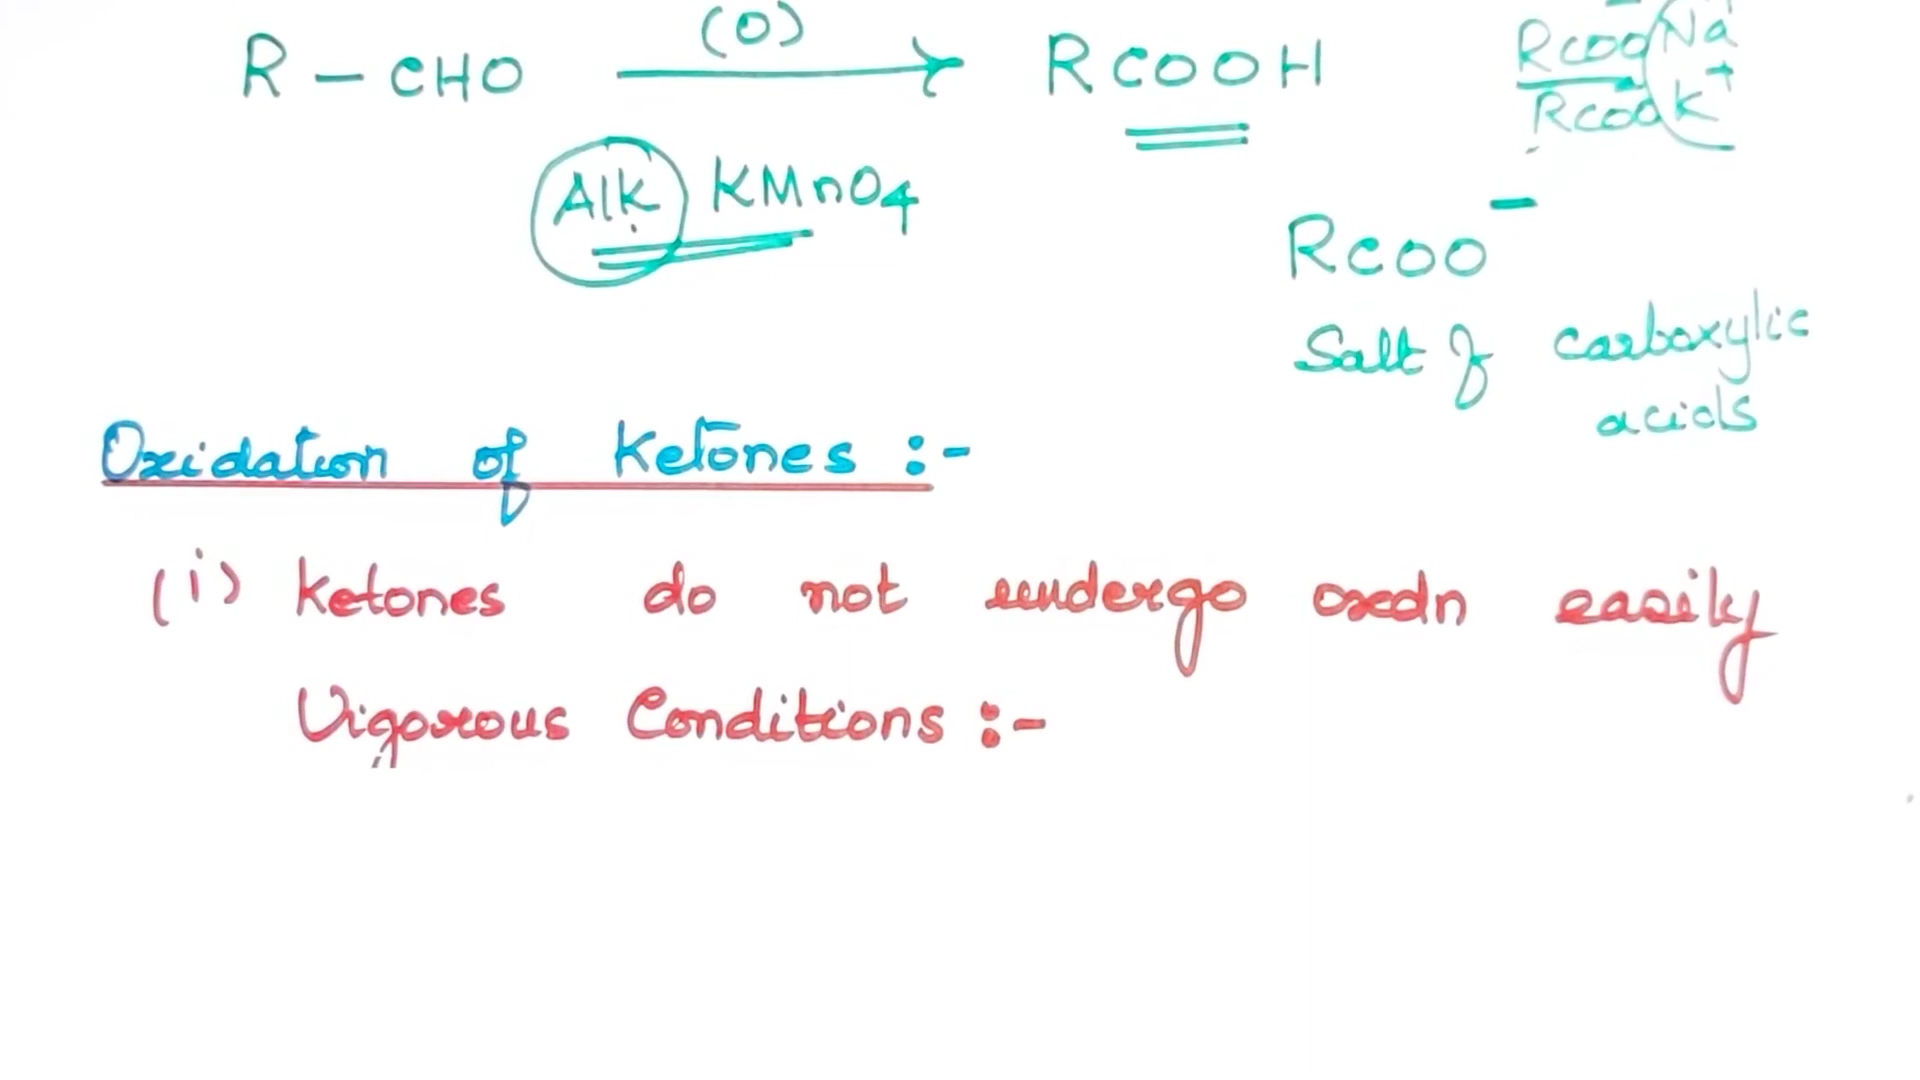 R - CHO (O) RCOOH
RCOONa
RCOOK+
Alk KMnO4
RCOO-
Salt of carboxylic
acids
Oxidation of Ketones :-
(i) Ketones do not undergo oxdn easily
Vigorous Conditions :-